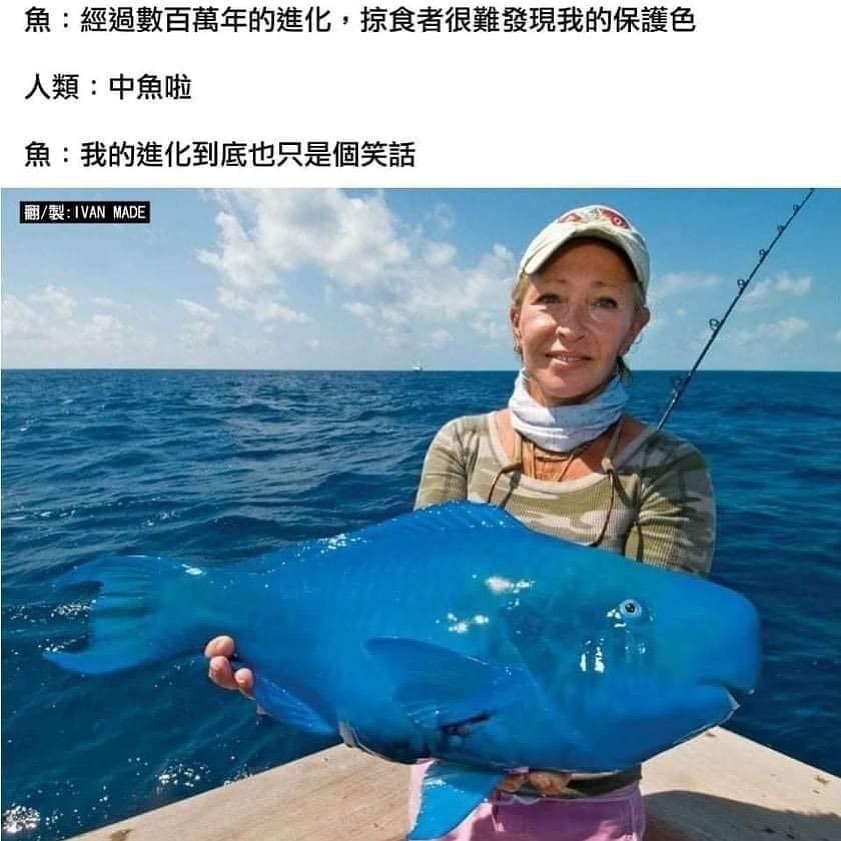 魚：經過數百萬年的進化，掠食者很難發現我的保護色
人類：中魚啦
魚：我的進化到底也只是個笑話
翻/製:IVAN MADE